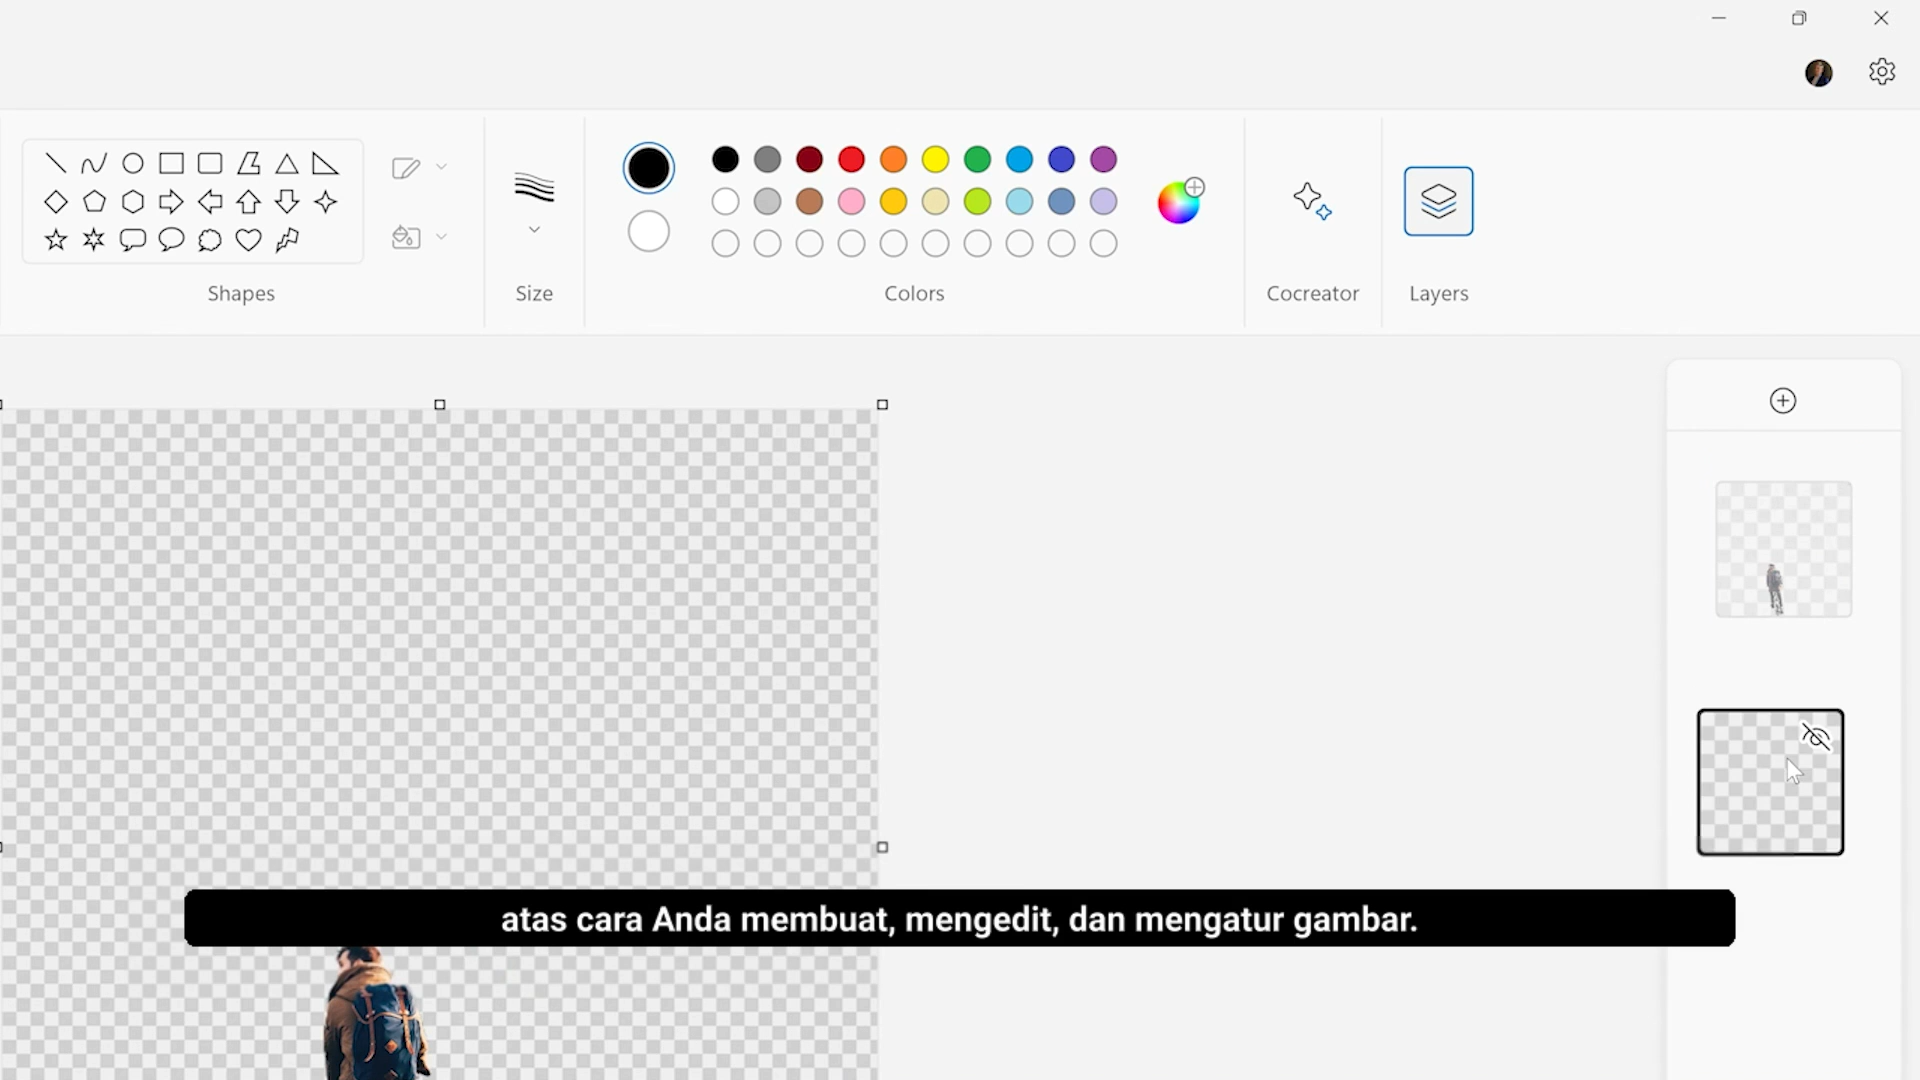 Shapes
Size
Colors
Cocreator
Layers
atas cara Anda membuat, mengedit, dan mengatur gambar.